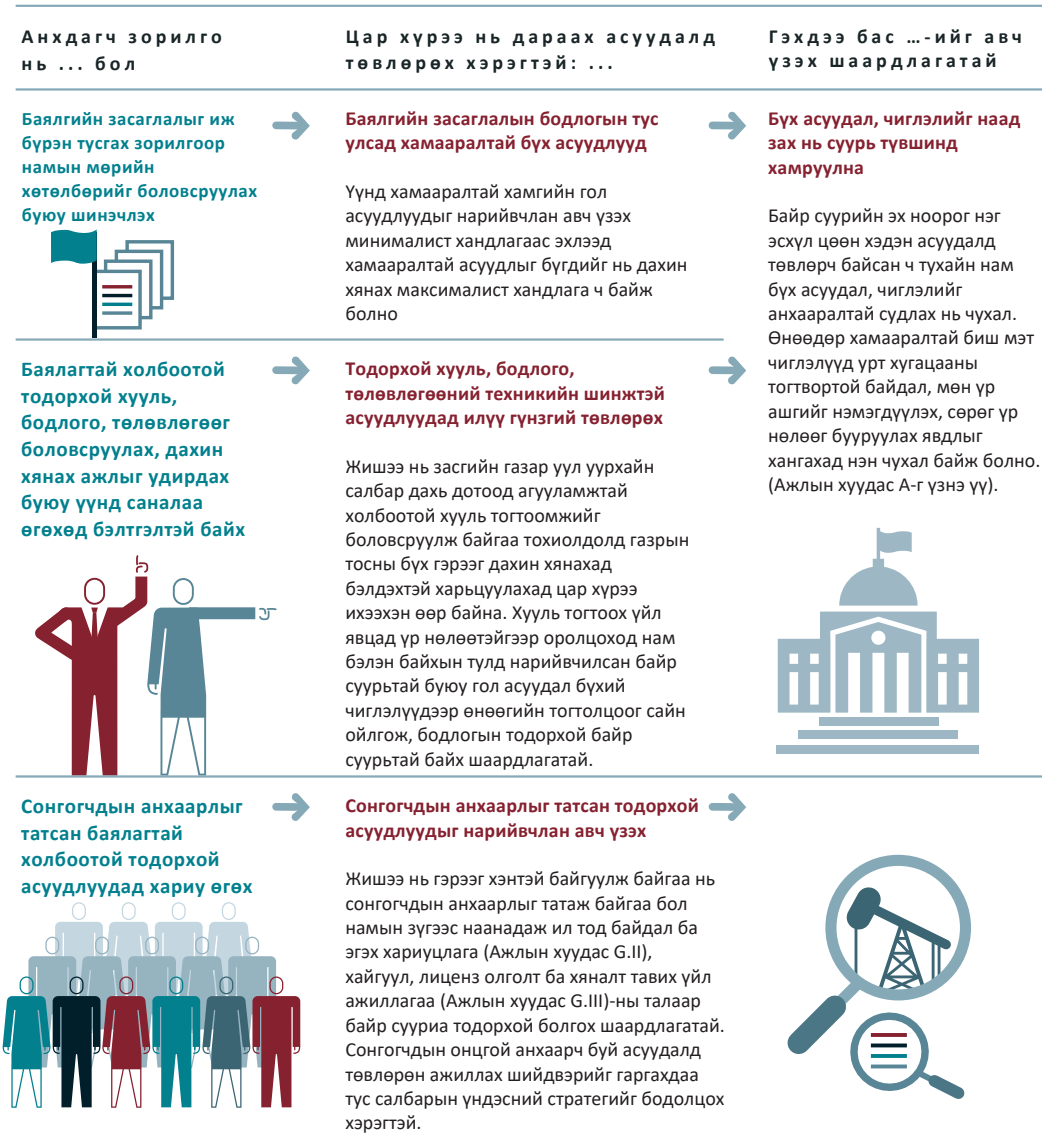 Анхдагч зорилго
нь ... бол
Цар хүрээ нь дараах асуудалд
төвлөрөх хэрэгтэй: ...
Гэхдээ бас …-ийг авч
үзэх шаардлагатай
Баялгийн засаглалыг иж
бүрэн тусгах зорилгоор
намын мөрийн
хөтөлбөрийг боловсруулах
буюу шинэчлэх
Баялгийн засаглалын бодлогын тус
улсад хамааралтай бүх асуудлууд
Үүнд хамааралтай хамгийн гол
асуудлуудыг нарийвчлан авч үзэх
минималист хандлагаас эхлээд
хамааралтай асуудлыг бүгдийг нь дахин
хянах максималист хандлага ч байж
болно
Бүх асуудал, чиглэлийг наад
зах нь суурь түвшинд
хамруулна
Байр суурийн эх ноорог нэг
эсхүл цөөн хэдэн асуудалд
төвлөрч байсан ч тухайн нам
бүх асуудал, чиглэлийг
анхааралтай судлах нь чухал.
Өнөөдөр хамааралтай биш мэт
чиглэлүүд урт хугацааны
тогтвортой байдал, мөн үр
ашгийг нэмэгдүүлэх, сөрөг үр
нөлөөг бууруулах явдлыг
хангахад нэн чухал байж болно.
(Ажлын хуудас А-г үзнэ үү).
Баялагтай холбоотой
тодорхой хууль,
бодлого, төлөвлөгөөг
боловсруулах, дахин
хянах ажлыг удирдах
буюу үүнд саналаа
өгөхөд бэлтгэлтэй байх
Тодорхой хууль, бодлого,
төлөвлөгөөний техникийн шинжтэй
асуудлуудад илүү гүнзгий төвлөрөх
Жишээ нь засгийн газар уул уурхайн
салбар дахь дотоод агууламжтай
холбоотой хууль тогтоомжийг
боловсруулж байгаа тохиолдолд газрын
тосны бүх гэрээг дахин хянахад
бэлдэхтэй харьцуулахад цар хүрээ
ихээхэн өөр байна. Хууль тогтоох үйл
явцад үр нөлөөтэйгээр оролцоход нам
бэлэн байхын тулд нарийвчилсан байр
суурьтай буюу гол асуудал бүхий
чиглэлүүдээр өнөөгийн тогтолцоог сайн
ойлгож, бодлогын тодорхой байр
суурьтай байх шаардлагатай.
Сонгогчдын анхаарлыг
татсан баялагтай
холбоотой тодорхой
асуудлуудад хариу өгөх
Сонгогчдын анхаарлыг татсан тодорхой
асуудлуудыг нарийвчлан авч үзэх
Жишээ нь гэрээг хэнтэй байгуулж байгаа нь
сонгогчдын анхаарлыг татаж байгаа бол
намын зүгээс наанадаж ил тод байдал ба
эгэх хариуцлага (Ажлын хуудас G.II),
хайгуул, лиценз олголт ба хяналт тавих үйл
ажиллагаа (Ажлын хуудас G.III)-ны талаар
байр сууриа тодорхой болгох шаардлагатай.
Сонгогчдын онцгой анхаарч буй асуудалд
төвлөрөн ажиллах шийдвэрийг гаргахдаа
тус салбарын үндэсний стратегийг бодолцох
хэрэгтэй.